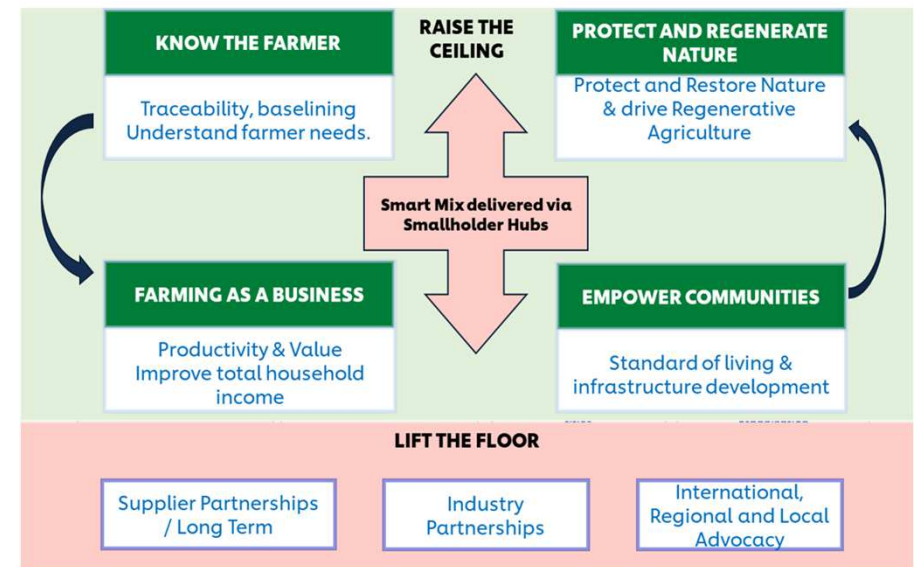 KNOW THE FARMER
Traceability, baselining
Understand farmer needs.
RAISE THE
CEILING
PROTECT AND REGENERATE
NATURE
Protect and Restore Nature
& drive Regenerative
Agriculture
Smart Mix delivered via
Smallholder Hubs
FARMING AS A BUSINESS
Productivity & Value
Improve total household
income
EMPOWER COMMUNITIES
Standard of living &
infrastructure development
LIFT THE FLOOR
Supplier Partnerships
/ Long Term
Industry
Partnerships
International,
Regional and Local
Advocacy